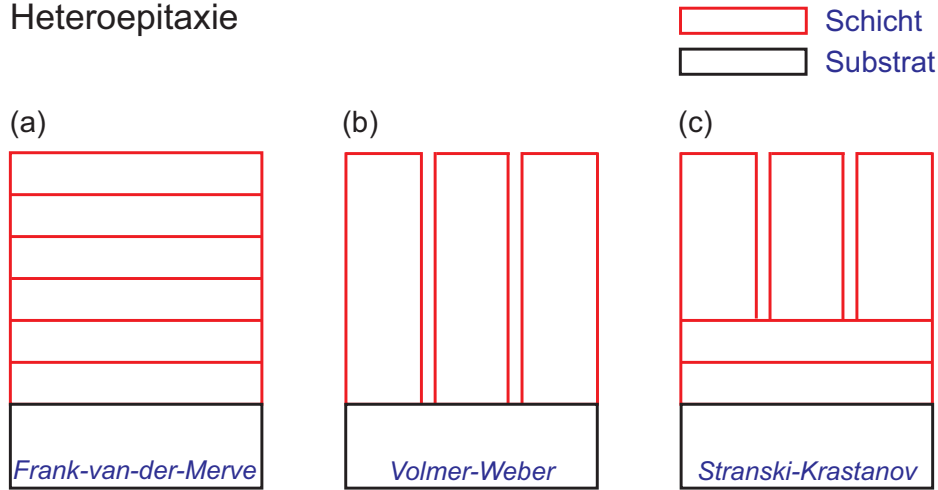 Heteroepitaxie
Schicht
Substrat
(a)
(b)
(c)
Frank-van-der-Merve
Volmer-Weber
Stranski-Krastanov